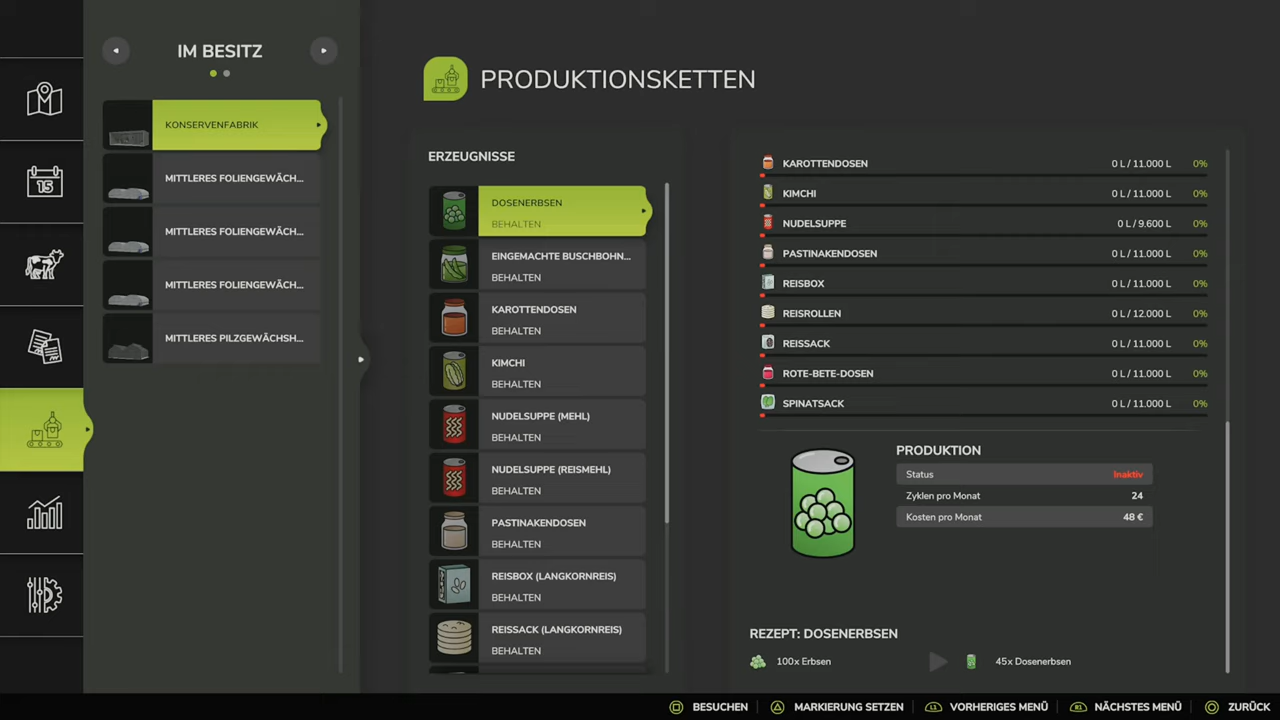 IM BESITZ
KONSERVENFABRIK
MITTLERES FOLIENGEWÄCH...
MITTLERES FOLIENGEWÄCH...
MITTLERES FOLIENGEWÄCH...
MITTLERES PILZGEWÄCHSH...
15
PRODUKTIONSKETTEN
ERZEUGNISSE
DOSENERBSEN
BEHALTEN
EINGEMACHTE BUSCHBOHN...
BEHALTEN
KAROTTENDOSEN
BEHALTEN
KIMCHI
BEHALTEN
NUDELSUPPE (MEHL)
BEHALTEN
NUDELSUPPE (REISMEHL)
BEHALTEN
PASTINAKENDOSEN
BEHALTEN
REISBOX (LANGKORNREIS)
BEHALTEN
REISSACK (LANGKORNREIS)
BEHALTEN
KAROTTENDOSEN 0 L / 11.000 L 0%
KIMCHI 0 L / 11.000 L 0%
NUDELSUPPE 0 L / 9.600 L 0%
PASTINAKENDOSEN 0 L / 11.000 L 0%
REISBOX 0 L / 11.000 L 0%
REISROLLEN 0 L / 12.000 L 0%
REISSACK 0 L / 11.000 L 0%
ROTE-BETE-DOSEN 0 L / 11.000 L 0%
SPINATSACK 0 L / 11.000 L 0%
PRODUKTION
Status Inaktiv
Zyklen pro Monat 24
Kosten pro Monat 48 €
REZEPT: DOSENERBSEN
100x Erbsen 45x Dosenerbsen
BESUCHEN MARKIERUNG SETZEN L1 VORHERIGES MENÜ R1 NÄCHSTES MENÜ ZURÜCK